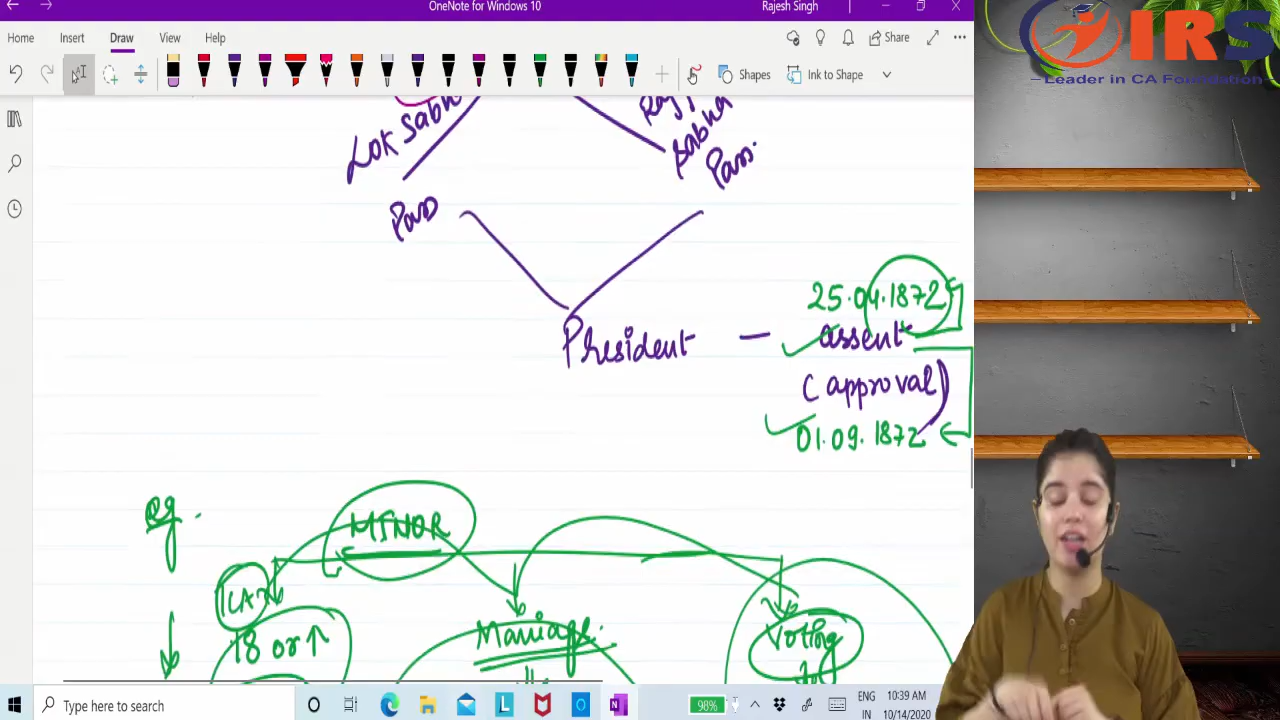 OneNote for Windows 10
Rajesh Singh
Home
Insert
Draw
View
Help
Share
Shapes
Ink to Shape
IRS
Leader in CA Foundation
Lok Sabh
Sabha
Pass.
Pass
25.04.1872
President — assent
(approval)
01.09.1872
eg.
MINOR
ICA
18 or ↑
Marriage.
Voting
Type here to search
98%
ENG
IN
10:39 AM
10/14/2020